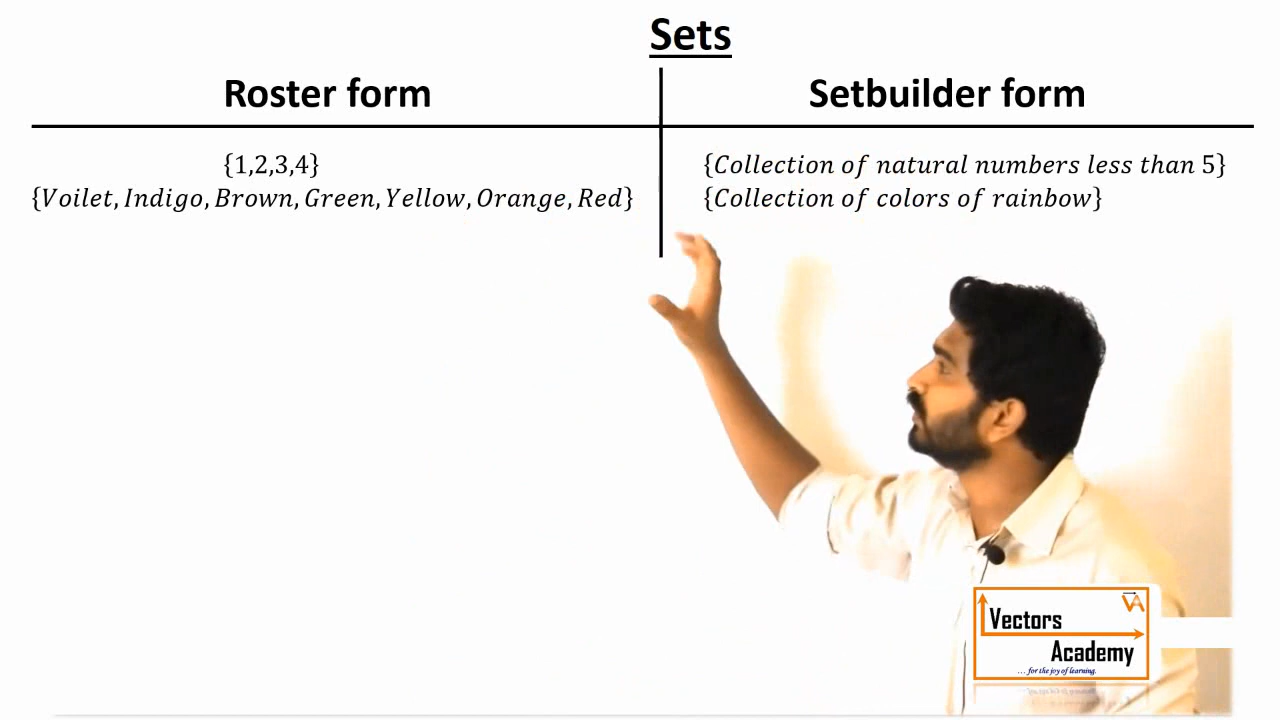 Sets
Roster form
Setbuilder form
{1,2,3,4}
{Collection of natural numbers less than 5}
{Voilet, Indigo, Brown, Green, Yellow, Orange, Red}
{Collection of colors of rainbow}
VA
Vectors
Academy
... for the joy of learning.